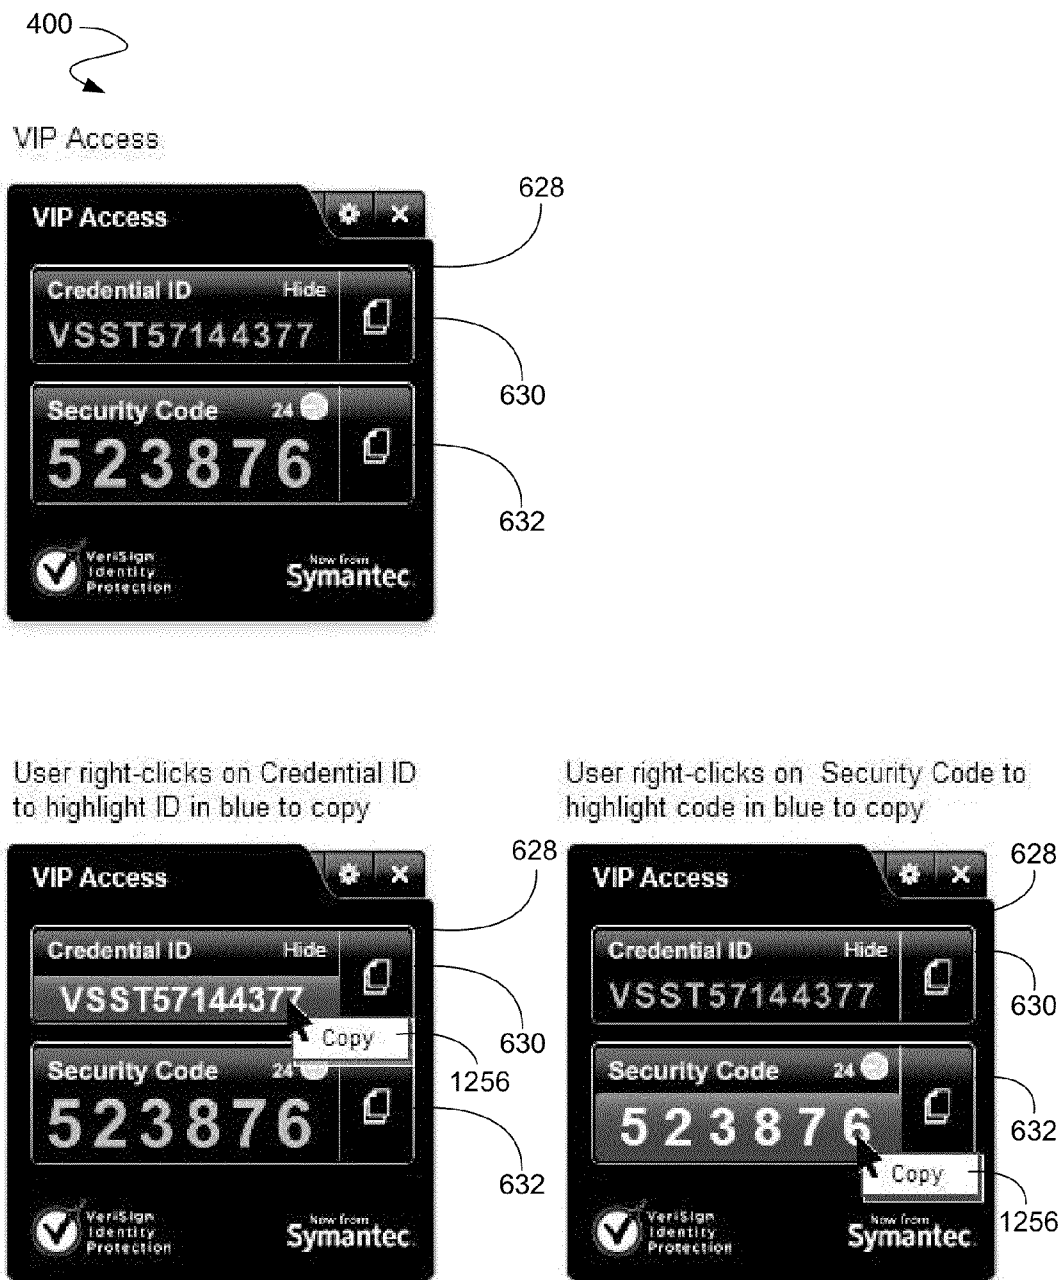 400
VIP Access
628
VIP Access
Credential ID Hide
VSST57144377
630
Security Code 24
523876
632
VeriSign
Identity
Protection
Now from
Symantec
User right-clicks on Credential ID
to highlight ID in blue to copy
User right-clicks on Security Code to
highlight code in blue to copy
628
VIP Access
Credential ID Hide
VSST57144377
Copy
630
1256
Security Code 24
523876
632
VeriSign
Identity
Protection
Now from
Symantec
628
VIP Access
Credential ID Hide
VSST57144377
630
Security Code 24
523876
632
Copy
1256
VeriSign
Identity
Protection
Now from
Symantec